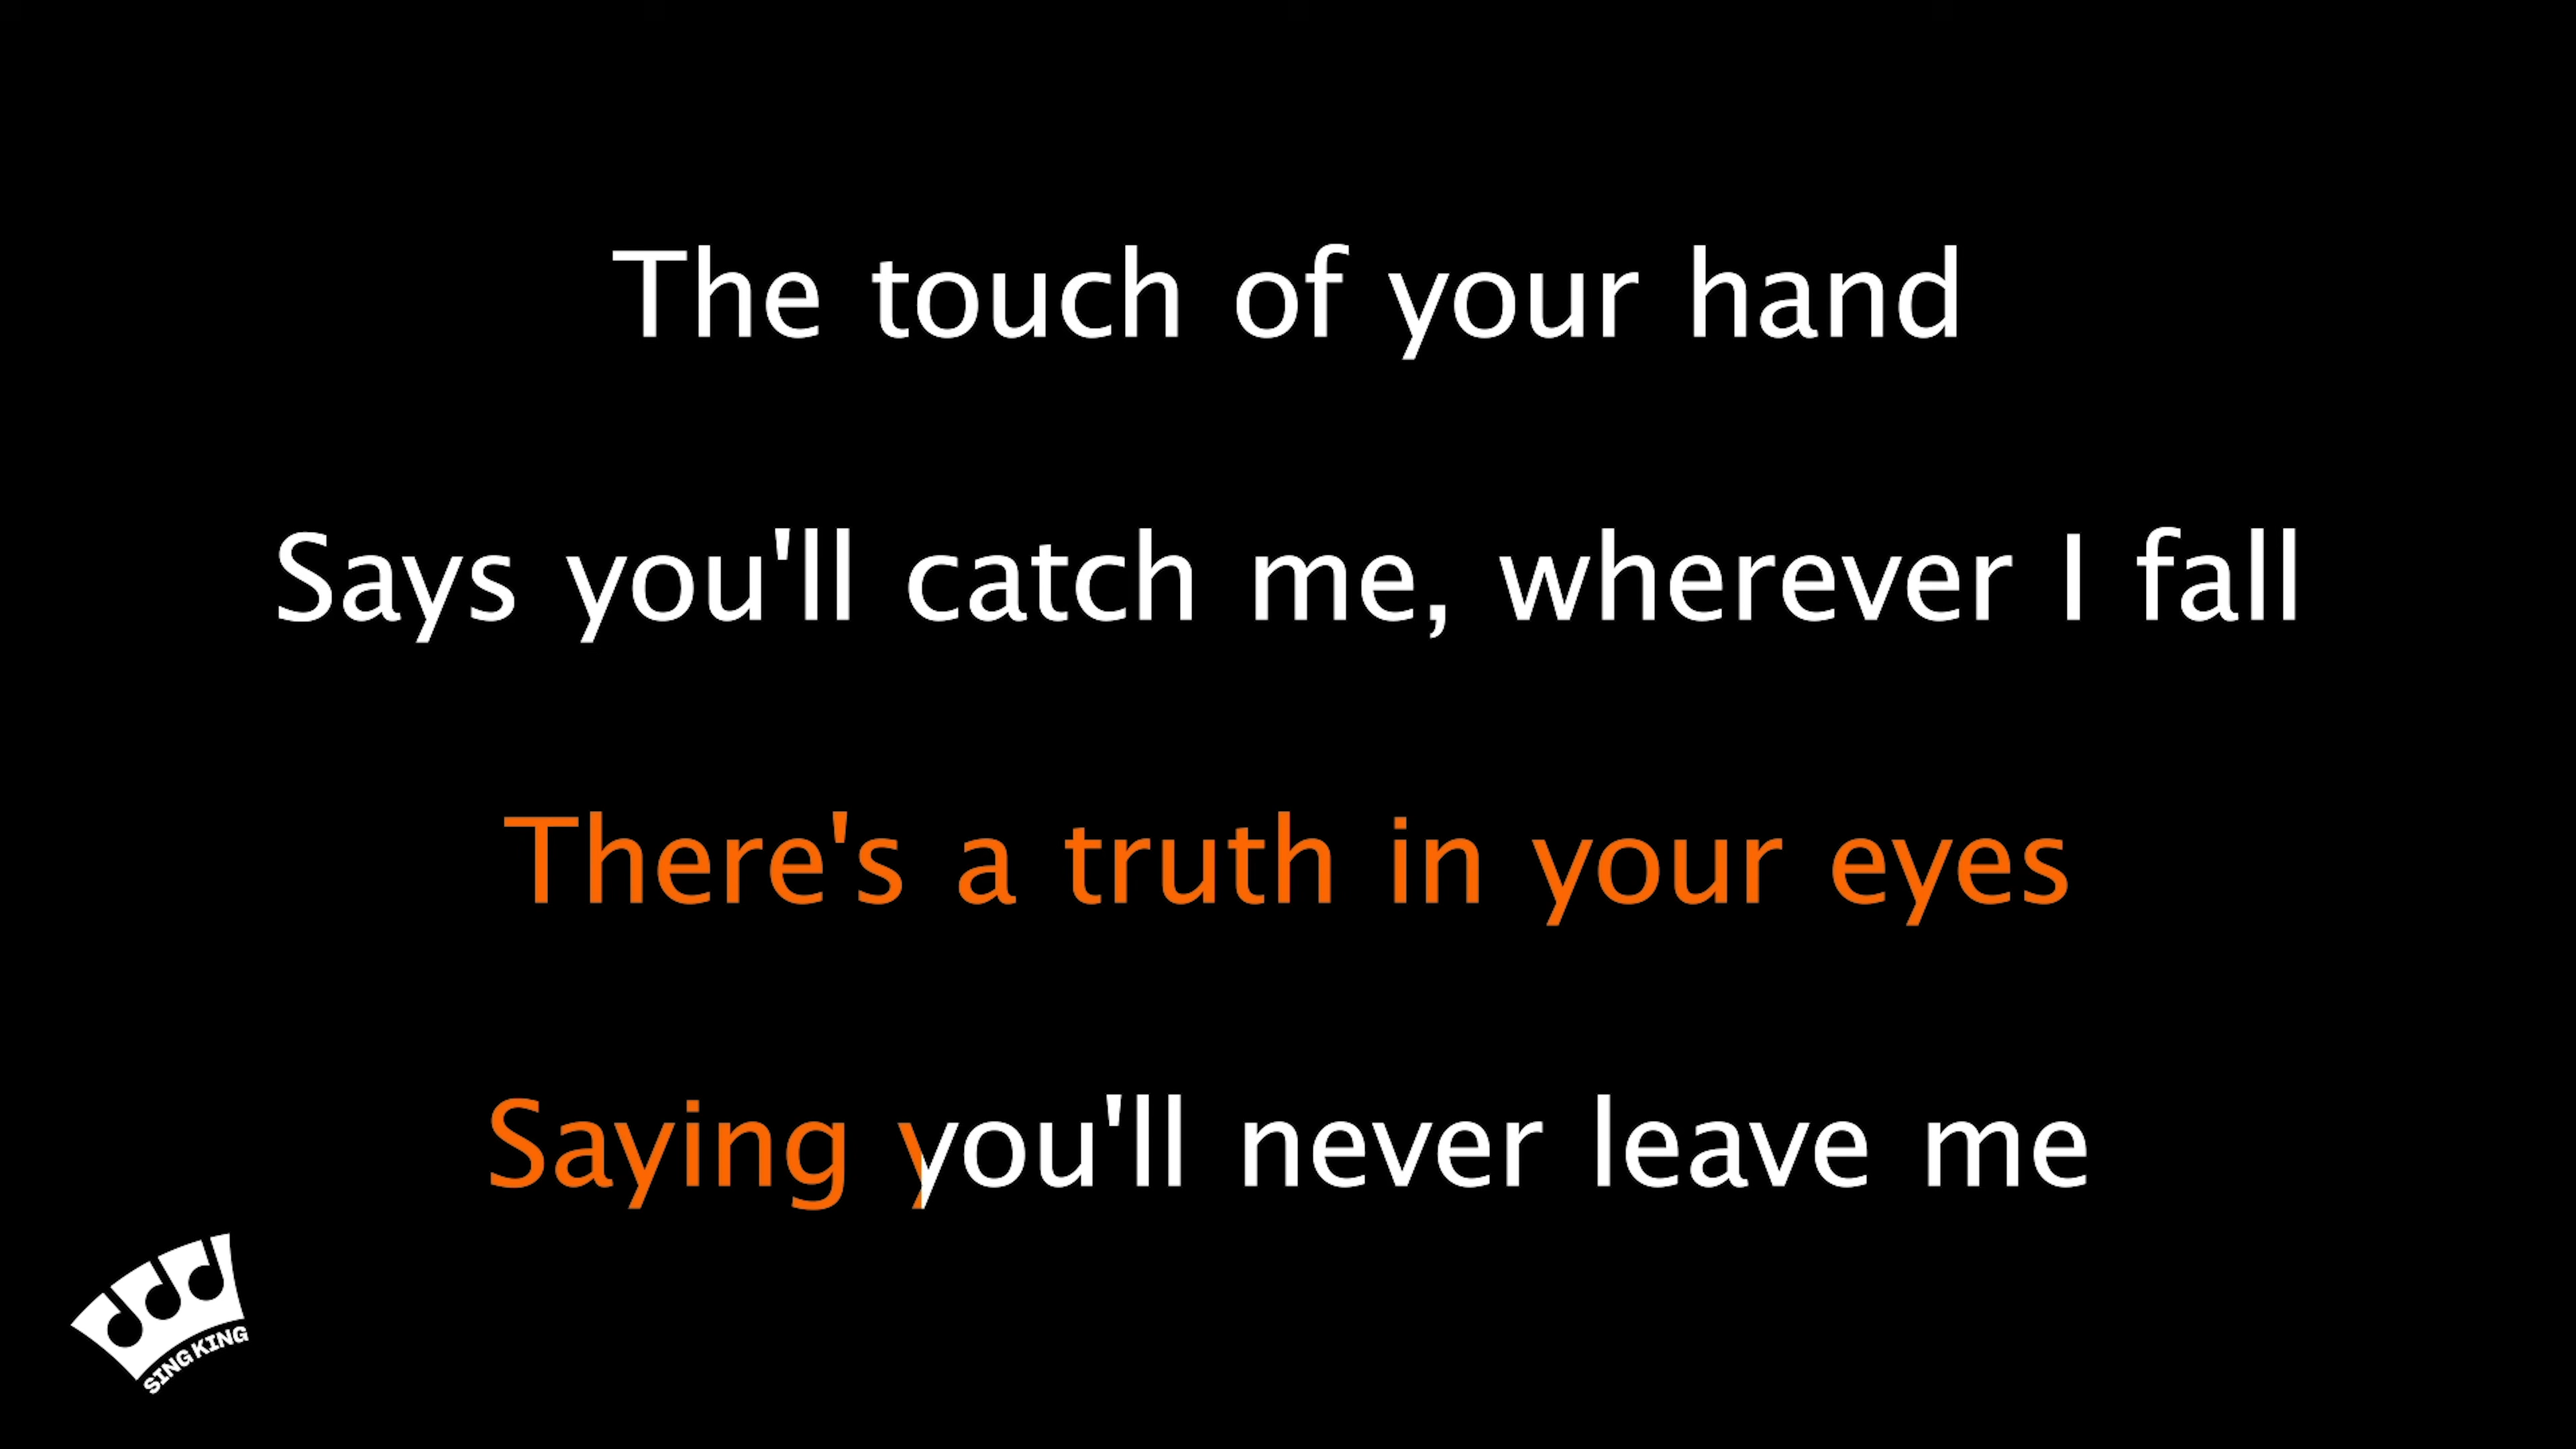 The touch of your hand
Says you'll catch me, wherever I fall
There's a truth in your eyes
Saying you'll never leave me
SING KING